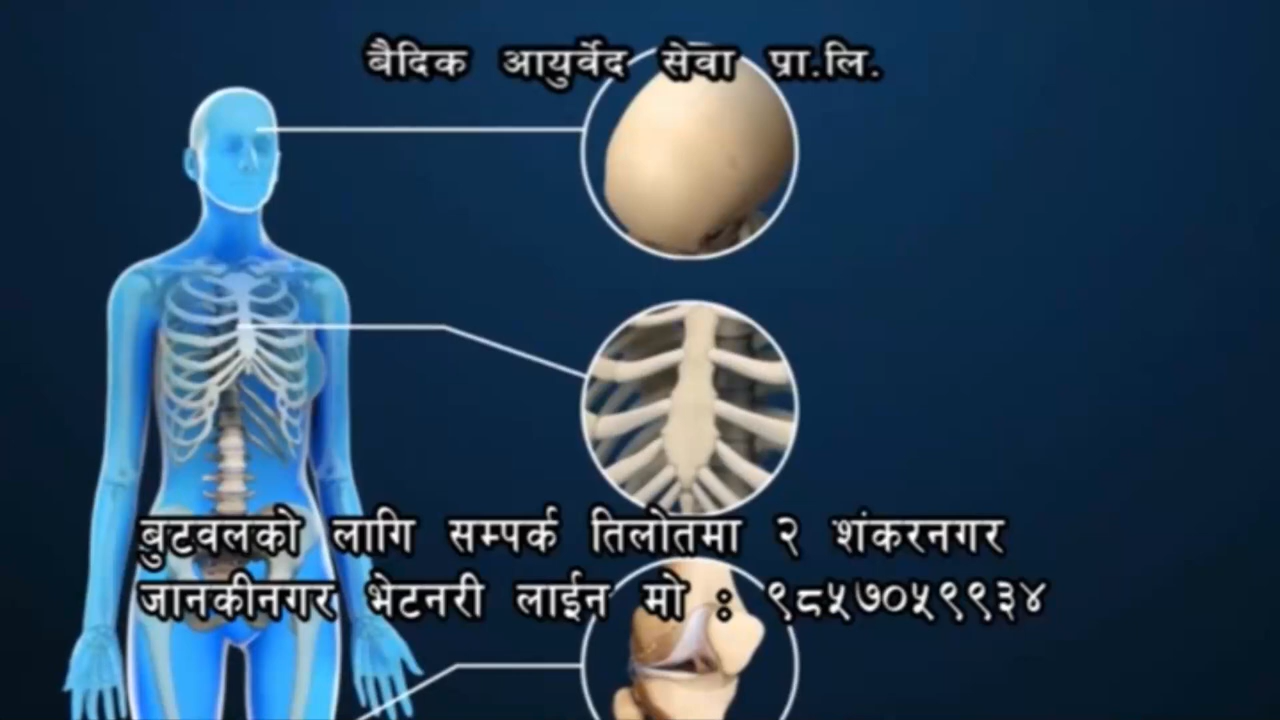 बैदिक आयुर्वेद सेवा प्रा.लि.
बुटवलको लागि सम्पर्क तिलोतमा २ शंकरनगर
जानकीनगर भेटनरी लाईन मो : ९८५७०५९९३४